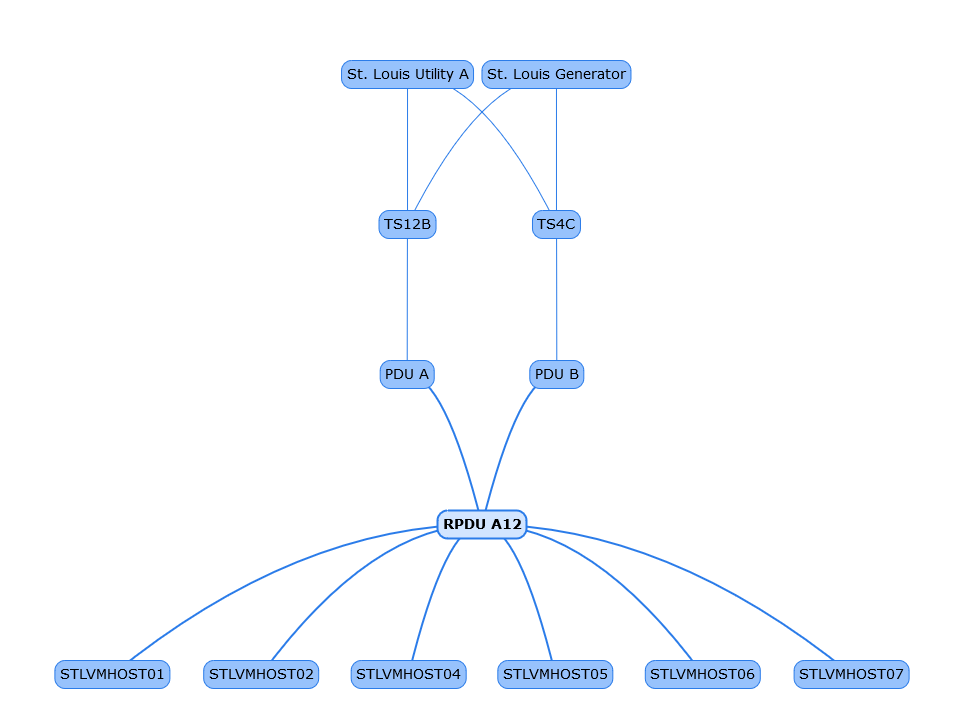 St. Louis Utility A
St. Louis Generator
TS12B
TS4C
PDU A
PDU B
RPDU A12
STLVMHOST01
STLVMHOST02
STLVMHOST04
STLVMHOST05
STLVMHOST06
STLVMHOST07